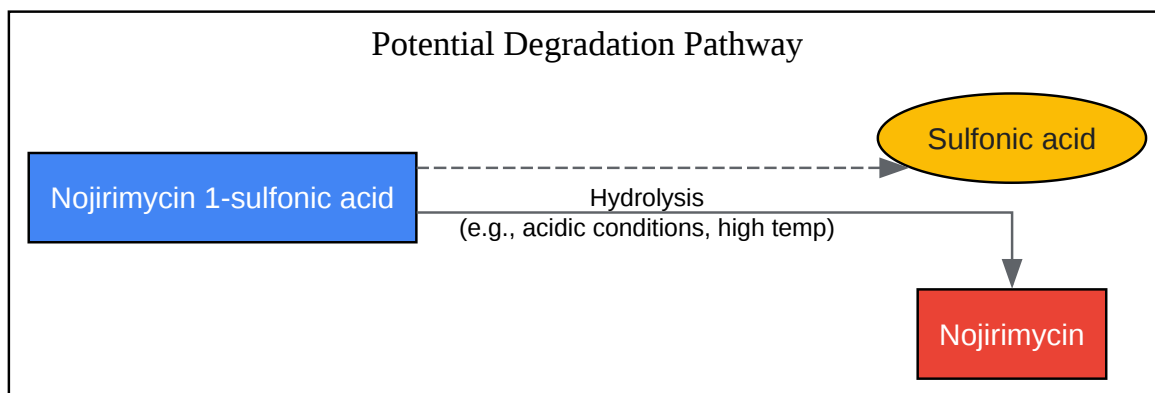 Potential Degradation Pathway
Sulfonic acid
Nojirimycin 1-sulfonic acid
Hydrolysis
(e.g., acidic conditions, high temp)
Nojirimycin